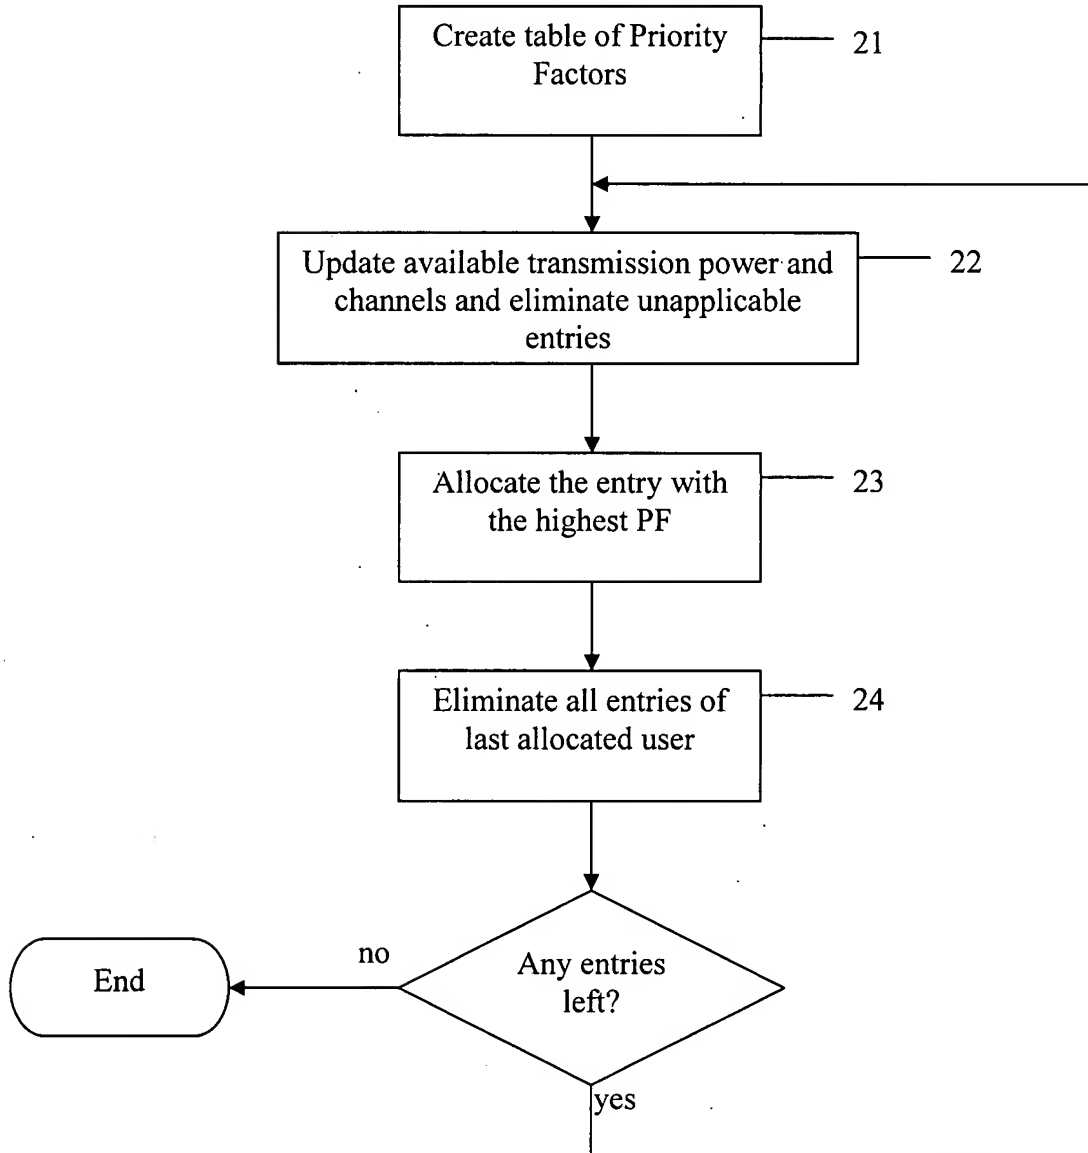 Create table of Priority
Factors
21
Update available transmission power and
channels and eliminate unapplicable
entries
22
Allocate the entry with
the highest PF
23
Eliminate all entries of
last allocated user
24
Any entries
left?
no
End
yes